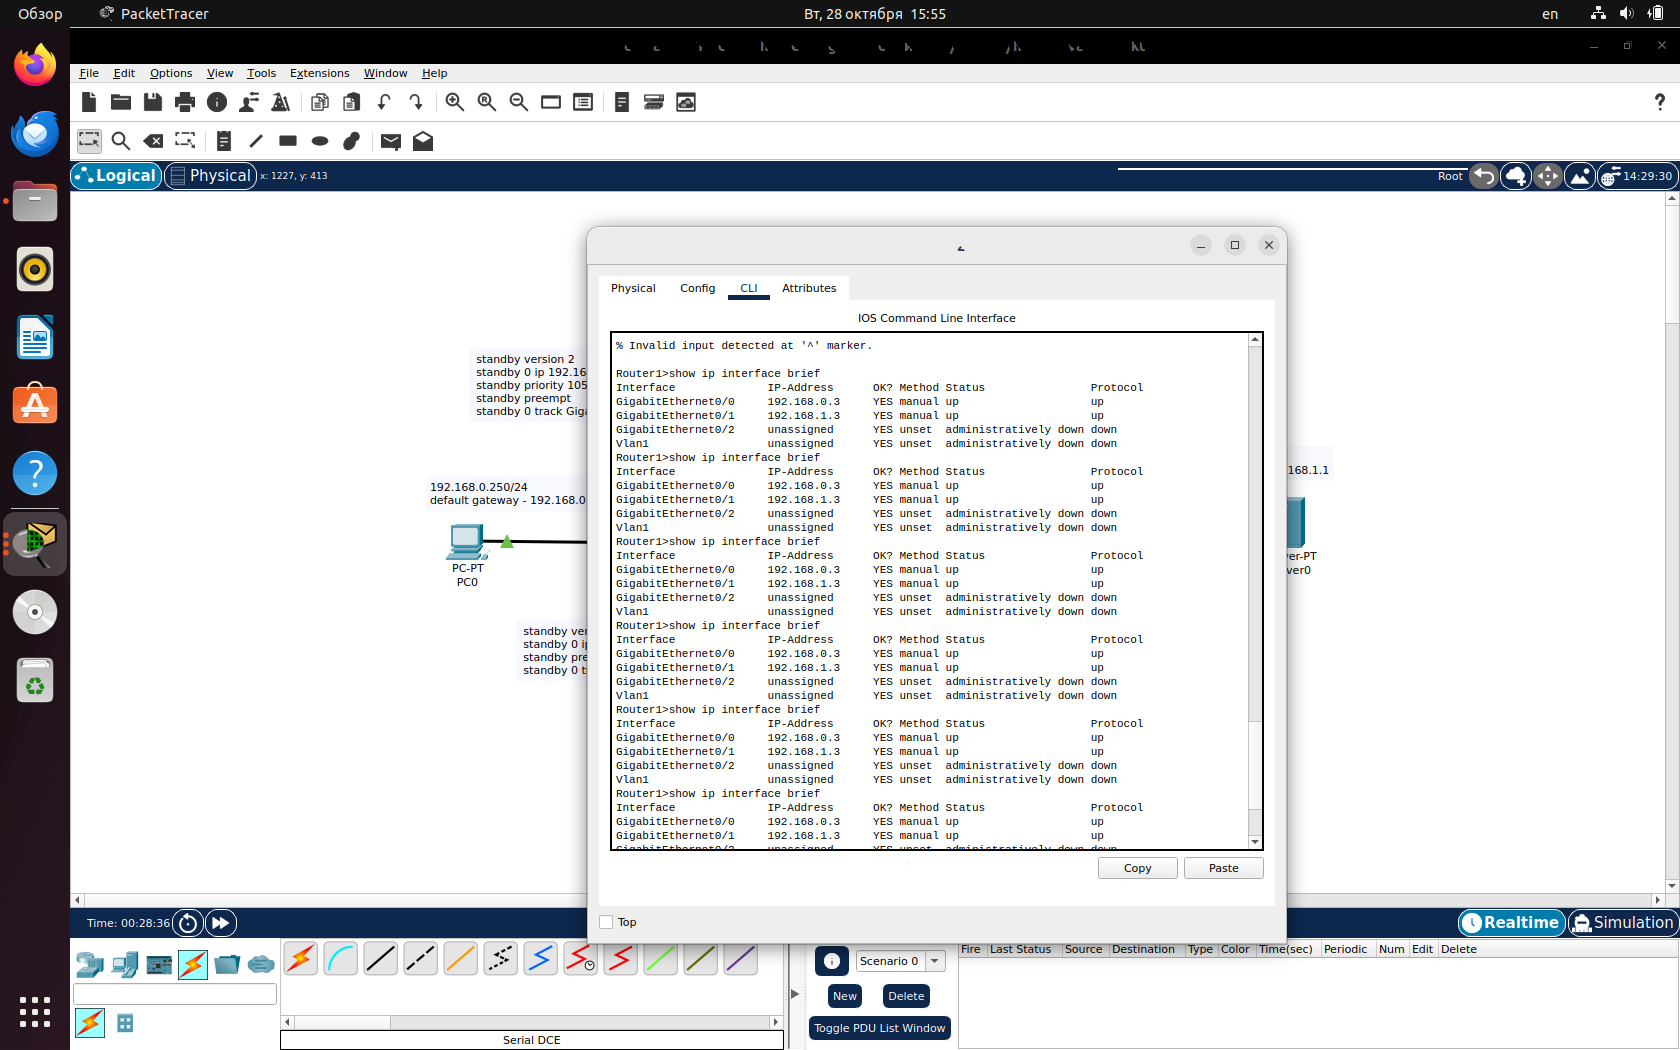 Обзор
PacketTracer
Вт, 28 октября 15:55
en
File Edit Options View Tools Extensions Window Help
?
Logical
Physical
x: 1227, y: 413
Root
14:29:30
standby version 2
standby 0 ip 192.16
standby priority 105
standby preempt
standby 0 track Giga
192.168.0.250/24
default gateway - 192.168.0
PC-PT
PC0
standby ver
standby 0 i
standby pre
standby 0 t
168.1.1
er-PT
ver0
Physical Config CLI Attributes
IOS Command Line Interface
% Invalid input detected at '^' marker.
Router1>show ip interface brief
Interface IP-Address OK? Method Status Protocol
GigabitEthernet0/0 192.168.0.3 YES manual up up
GigabitEthernet0/1 192.168.1.3 YES manual up up
GigabitEthernet0/2 unassigned YES unset administratively down down
Vlan1 unassigned YES unset administratively down down
Router1>show ip interface brief
Interface IP-Address OK? Method Status Protocol
GigabitEthernet0/0 192.168.0.3 YES manual up up
GigabitEthernet0/1 192.168.1.3 YES manual up up
GigabitEthernet0/2 unassigned YES unset administratively down down
Vlan1 unassigned YES unset administratively down down
Router1>show ip interface brief
Interface IP-Address OK? Method Status Protocol
GigabitEthernet0/0 192.168.0.3 YES manual up up
GigabitEthernet0/1 192.168.1.3 YES manual up up
GigabitEthernet0/2 unassigned YES unset administratively down down
Vlan1 unassigned YES unset administratively down down
Router1>show ip interface brief
Interface IP-Address OK? Method Status Protocol
GigabitEthernet0/0 192.168.0.3 YES manual up up
GigabitEthernet0/1 192.168.1.3 YES manual up up
GigabitEthernet0/2 unassigned YES unset administratively down down
Vlan1 unassigned YES unset administratively down down
Router1>show ip interface brief
Interface IP-Address OK? Method Status Protocol
GigabitEthernet0/0 192.168.0.3 YES manual up up
GigabitEthernet0/1 192.168.1.3 YES manual up up
GigabitEthernet0/2 unassigned YES unset administratively down down
Vlan1 unassigned YES unset administratively down down
Router1>show ip interface brief
Interface IP-Address OK? Method Status Protocol
GigabitEthernet0/0 192.168.0.3 YES manual up up
GigabitEthernet0/1 192.168.1.3 YES manual up up
GigabitEthernet0/2 unassigned YES unset administratively down down
Copy
Paste
Top
Time: 00:28:36
Realtime
Simulation
Scenario 0
New
Delete
Toggle PDU List Window
Fire Last Status Source Destination Type Color Time(sec) Periodic Num Edit Delete
Serial DCE